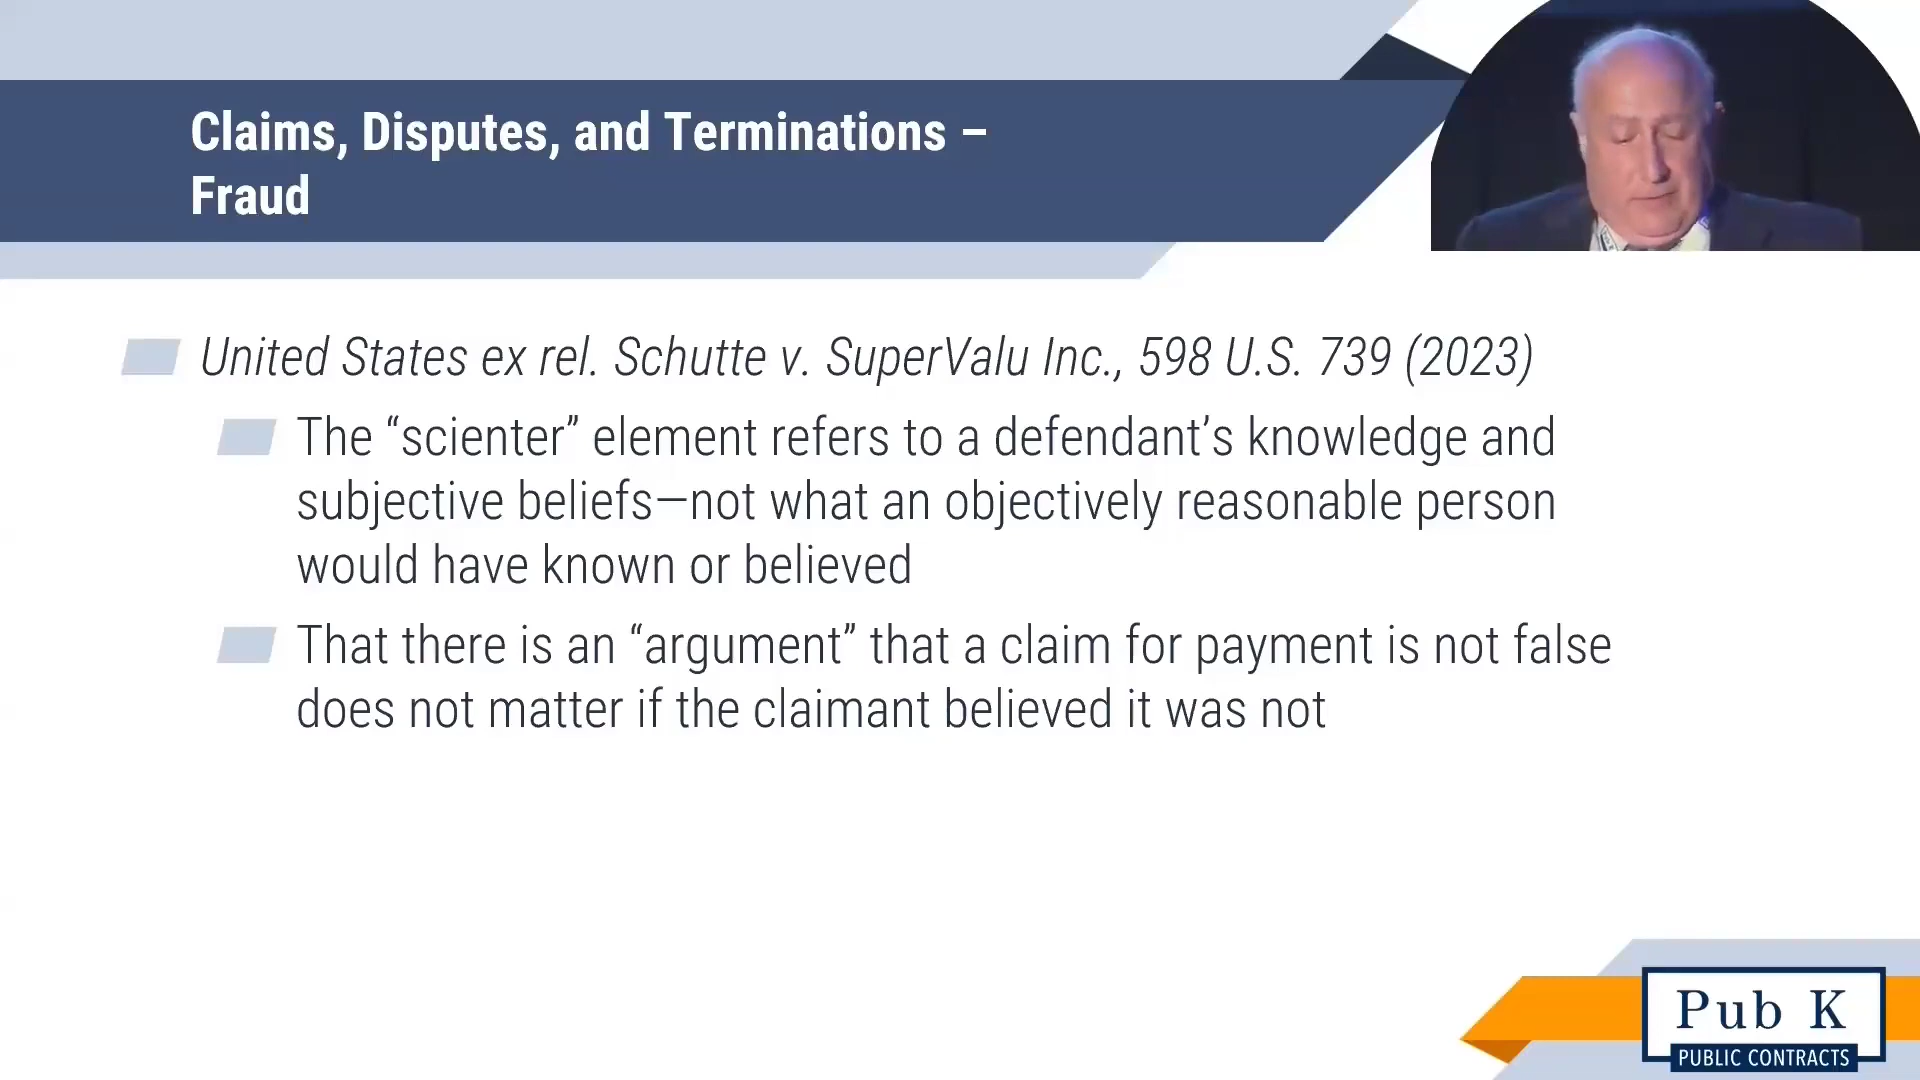 Claims, Disputes, and Terminations –
Fraud
United States ex rel. Schutte v. SuperValu Inc., 598 U.S. 739 (2023)
The “scienter” element refers to a defendant’s knowledge and
subjective beliefs—not what an objectively reasonable person
would have known or believed
That there is an “argument” that a claim for payment is not false
does not matter if the claimant believed it was not
Pub K
PUBLIC CONTRACTS